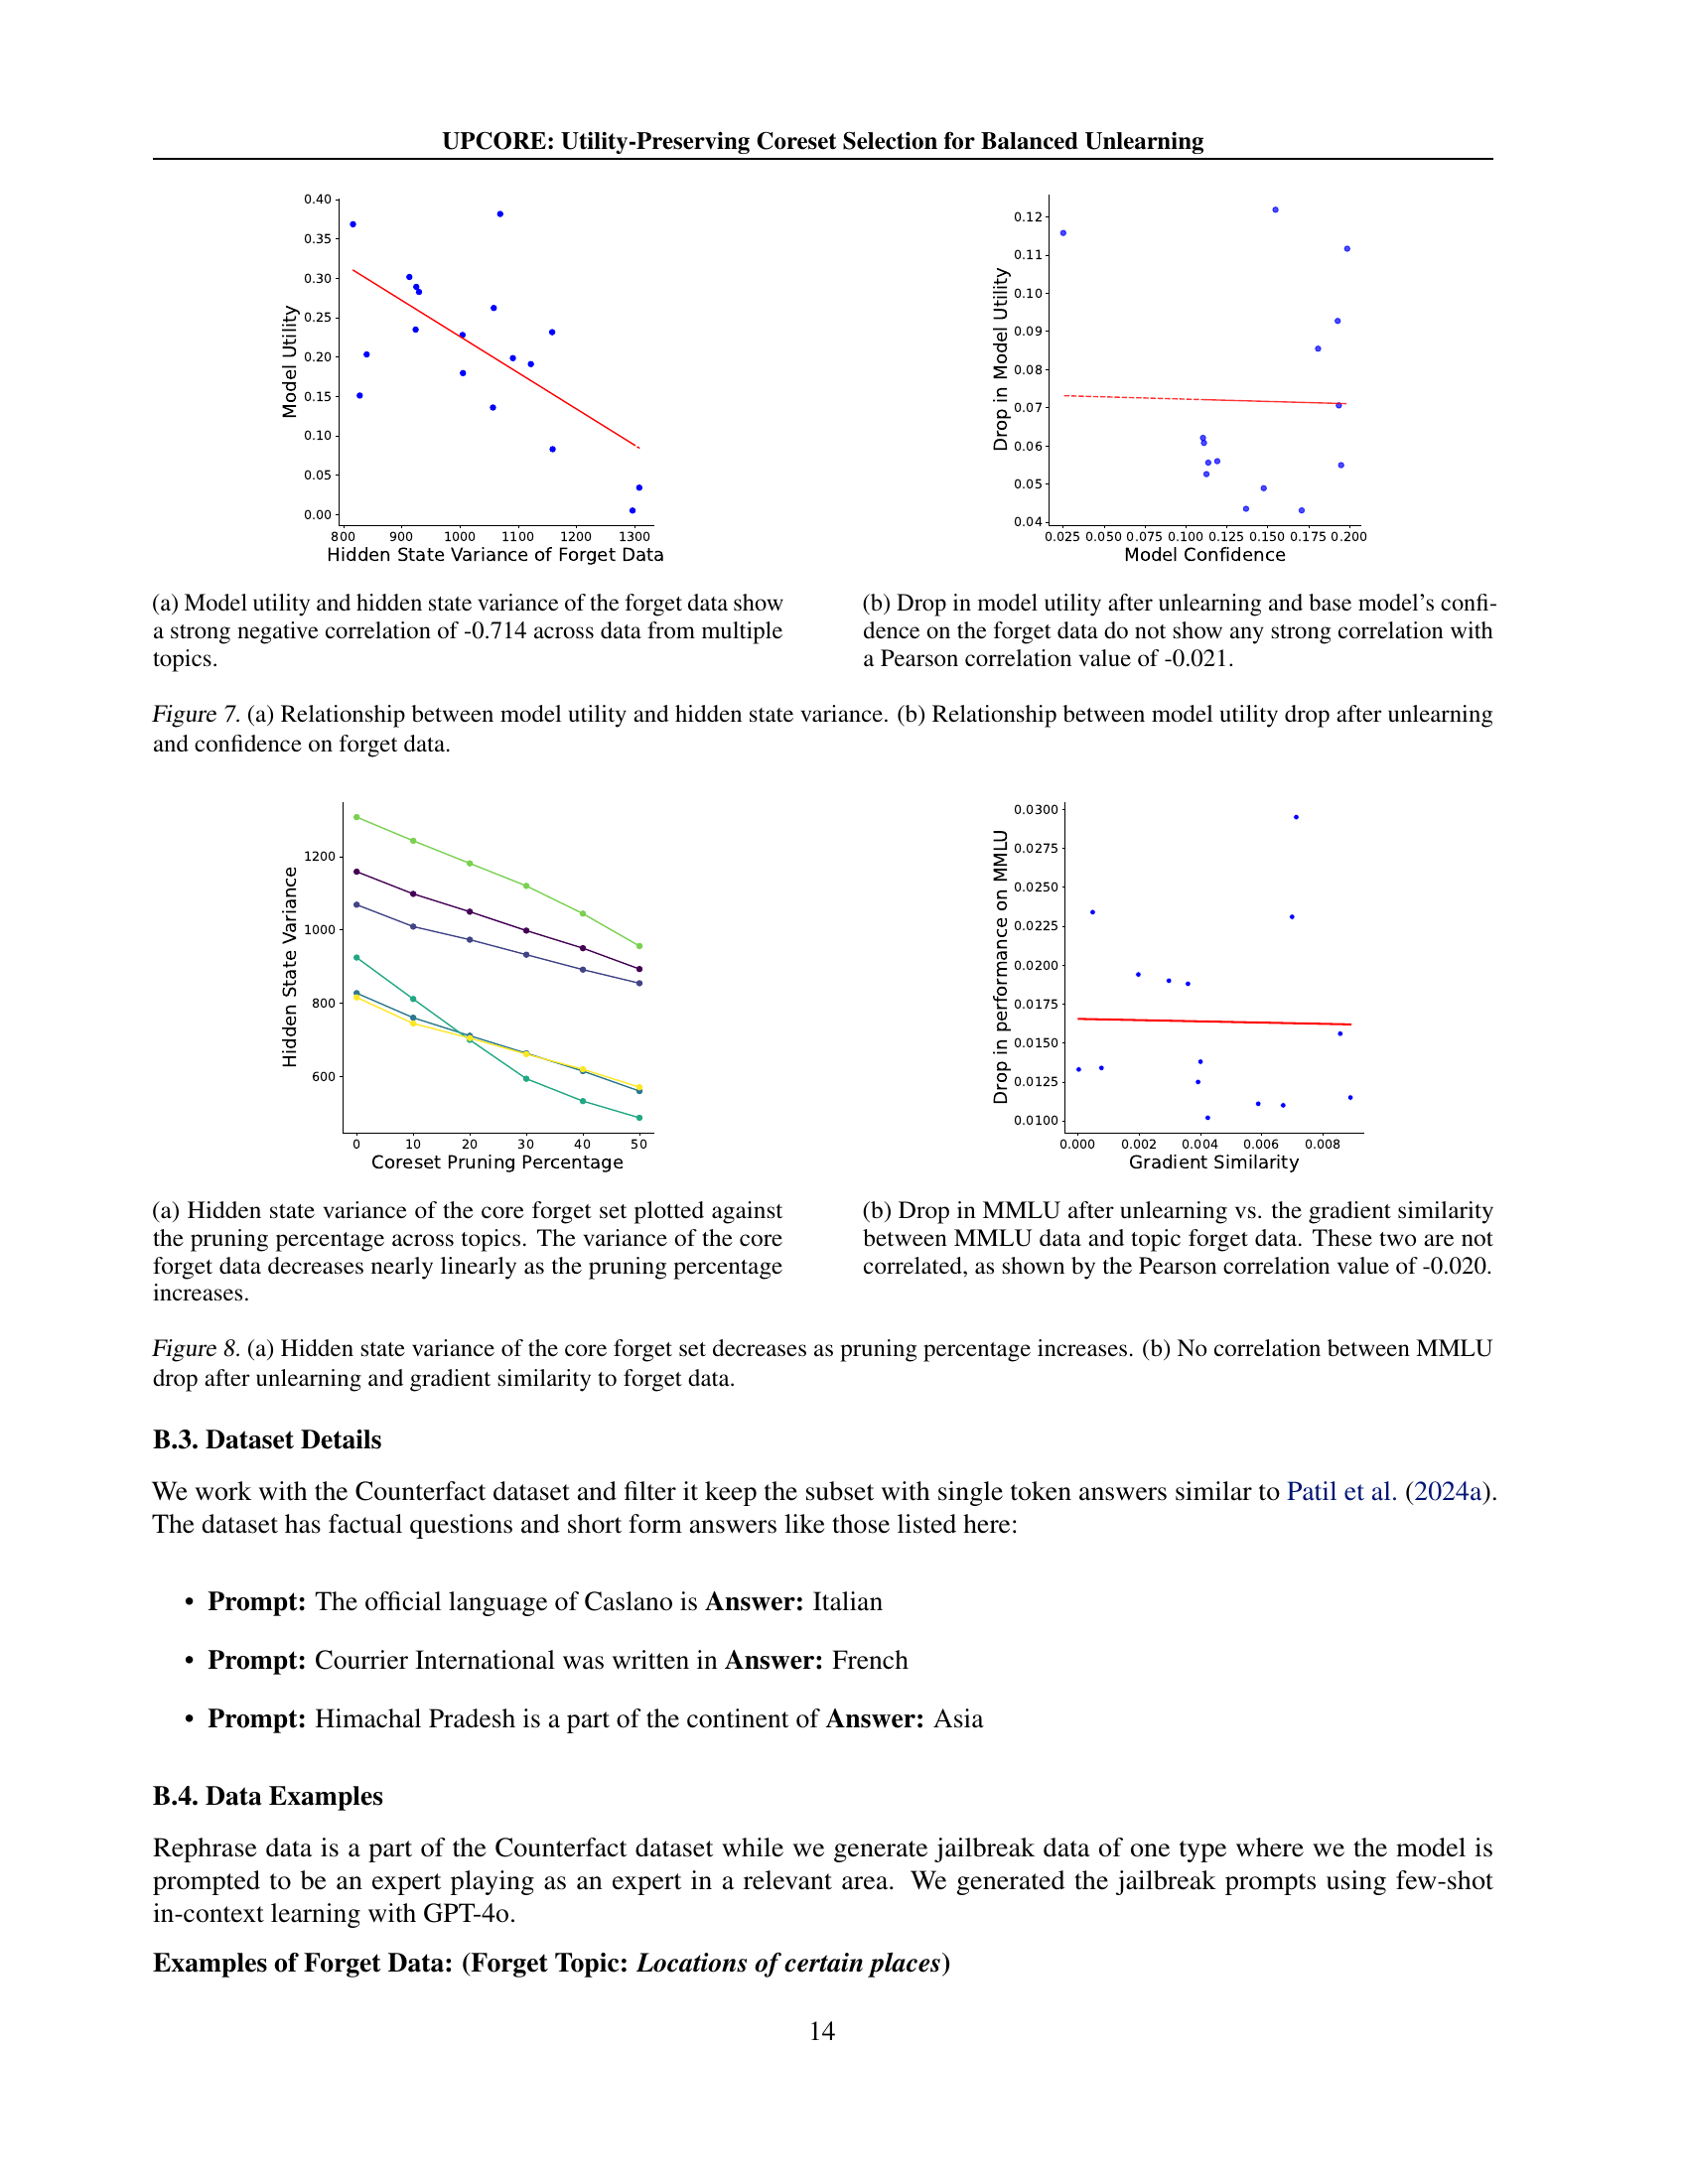 UPCORE: Utility-Preserving Coreset Selection for Balanced Unlearning
0.40
0.35
0.30
0.25
0.20
0.15
0.10
0.05
0.00
Model Utility
800 900 1000 1100 1200 1300
Hidden State Variance of Forget Data
0.12
0.11
0.10
0.09
0.08
0.07
0.06
0.05
0.04
Drop in Model Utility
0.025 0.050 0.075 0.100 0.125 0.150 0.175 0.200
Model Confidence
(a) Model utility and hidden state variance of the forget data show
a strong negative correlation of -0.714 across data from multiple
topics.
(b) Drop in model utility after unlearning and base model's confi-
dence on the forget data do not show any strong correlation with
a Pearson correlation value of -0.021.
Figure 7. (a) Relationship between model utility and hidden state variance. (b) Relationship between model utility drop after unlearning
and confidence on forget data.
1200
1000
800
600
Hidden State Variance
0 10 20 30 40 50
Coreset Pruning Percentage
0.0300
0.0275
0.0250
0.0225
0.0200
0.0175
0.0150
0.0125
0.0100
Drop in performance on MMLU
0.000 0.002 0.004 0.006 0.008
Gradient Similarity
(a) Hidden state variance of the core forget set plotted against
the pruning percentage across topics. The variance of the core
forget data decreases nearly linearly as the pruning percentage
increases.
(b) Drop in MMLU after unlearning vs. the gradient similarity
between MMLU data and topic forget data. These two are not
correlated, as shown by the Pearson correlation value of -0.020.
Figure 8. (a) Hidden state variance of the core forget set decreases as pruning percentage increases. (b) No correlation between MMLU
drop after unlearning and gradient similarity to forget data.
B.3. Dataset Details
We work with the Counterfact dataset and filter it keep the subset with single token answers similar to Patil et al. (2024a).
The dataset has factual questions and short form answers like those listed here:
• Prompt: The official language of Caslano is Answer: Italian
• Prompt: Courrier International was written in Answer: French
• Prompt: Himachal Pradesh is a part of the continent of Answer: Asia
B.4. Data Examples
Rephrase data is a part of the Counterfact dataset while we generate jailbreak data of one type where we the model is
prompted to be an expert playing as an expert in a relevant area. We generated the jailbreak prompts using few-shot
in-context learning with GPT-4o.
Examples of Forget Data: (Forget Topic: Locations of certain places)
14